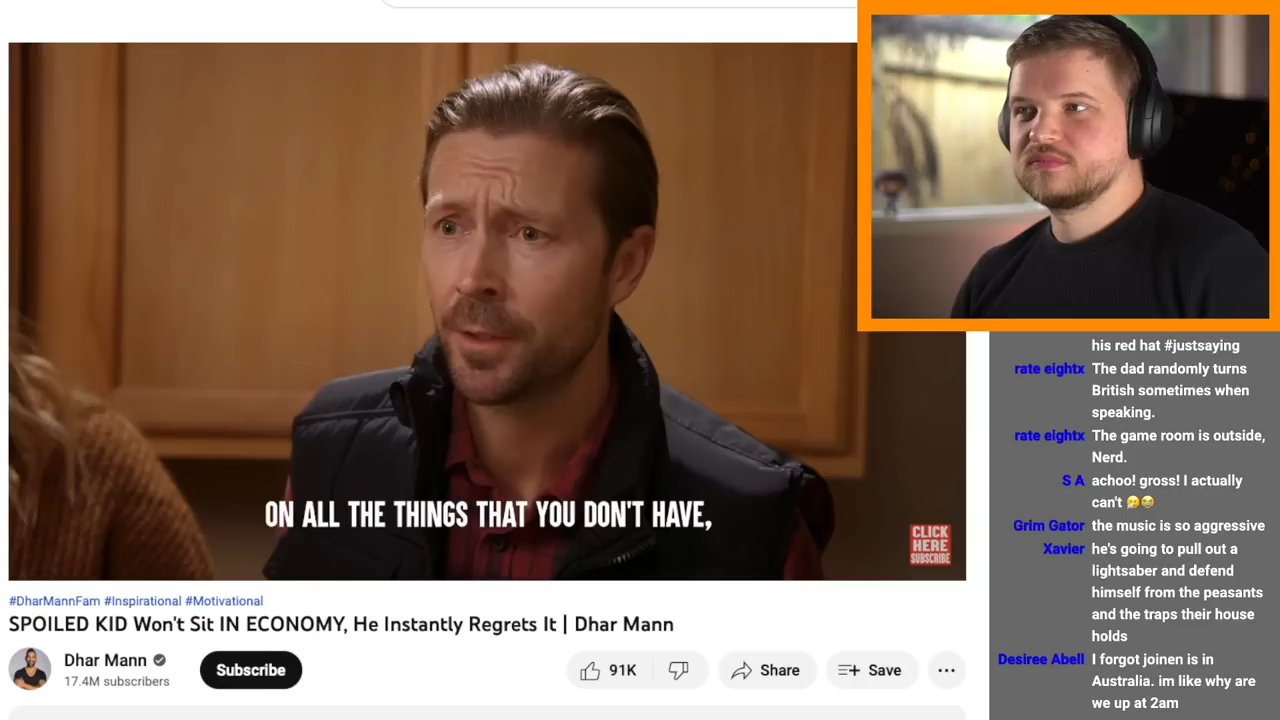 ON ALL THE THINGS THAT YOU DON'T HAVE,
CLICK
HERE
SUBSCRIBE
#DharMannFam #Inspirational #Motivational
SPOILED KID Won't Sit IN ECONOMY, He Instantly Regrets It | Dhar Mann
Dhar Mann
17.4M subscribers
Subscribe
91K
Share
Save
his red hat #justsaying
rate eightx The dad randomly turns
British sometimes when
speaking.
rate eightx The game room is outside,
Nerd.
S A achoo! gross! I actually
can't 🤧😭
Grim Gator the music is so aggressive
Xavier he's going to pull out a
lightsaber and defend
himself from the peasants
and the traps their house
holds
Desiree Abell I forgot joinen is in
Australia. im like why are
we up at 2am